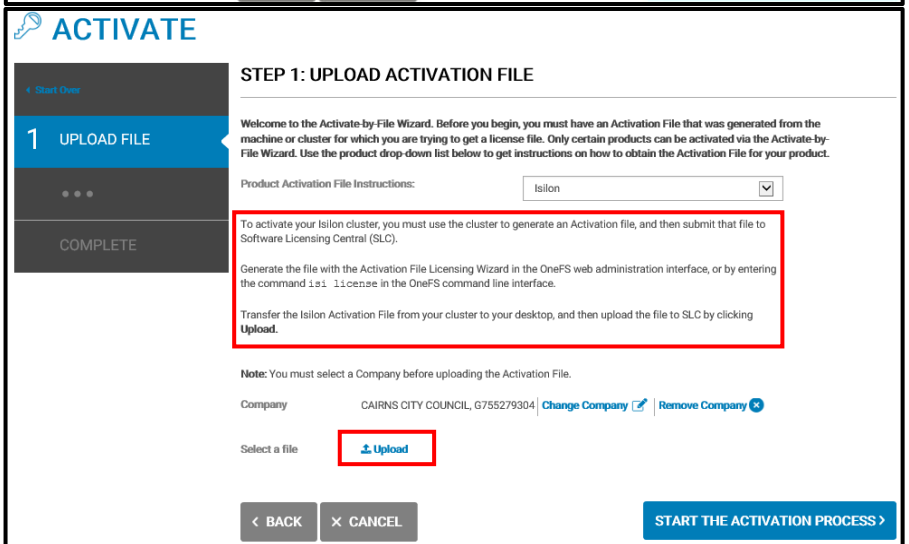 ACTIVATE
STEP 1: UPLOAD ACTIVATION FILE
Start Over
Welcome to the Activate-by-File Wizard. Before you begin, you must have an Activation File that was generated from the
machine or cluster for which you are trying to get a license file. Only certain products can be activated via the Activate-by-
File Wizard. Use the product drop-down list below to get instructions on how to obtain the Activation File for your product.
1 UPLOAD FILE
Product Activation File Instructions: Isilon
COMPLETE
To activate your Isilon cluster, you must use the cluster to generate an Activation file, and then submit that file to
Software Licensing Central (SLC).
Generate the file with the Activation File Licensing Wizard in the OneFS web administration interface, or by entering
the command isi license in the OneFS command line interface.
Transfer the Isilon Activation File from your cluster to your desktop, and then upload the file to SLC by clicking
Upload.
Note: You must select a Company before uploading the Activation File.
Company CAIRNS CITY COUNCIL, G755279304 Change Company Remove Company
Select a file Upload
< BACK X CANCEL START THE ACTIVATION PROCESS >